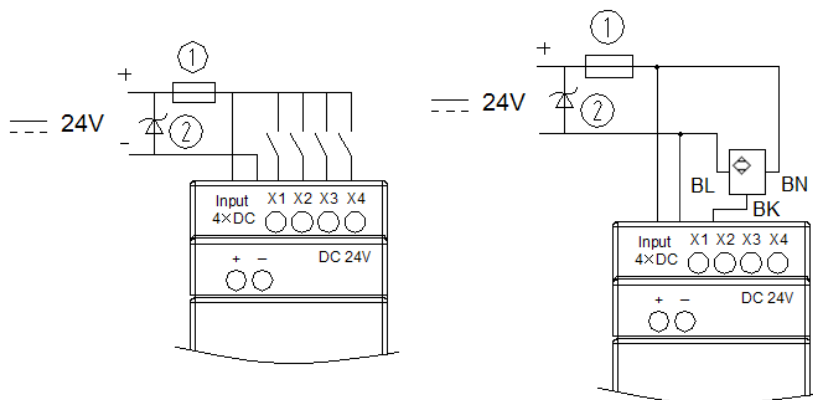 1
+
24V
2
-
Input X1 X2 X3 X4
4×DC
+ − DC 24V
1
+
24V
2
BL BN
BK
Input X1 X2 X3 X4
4×DC
+ − DC 24V